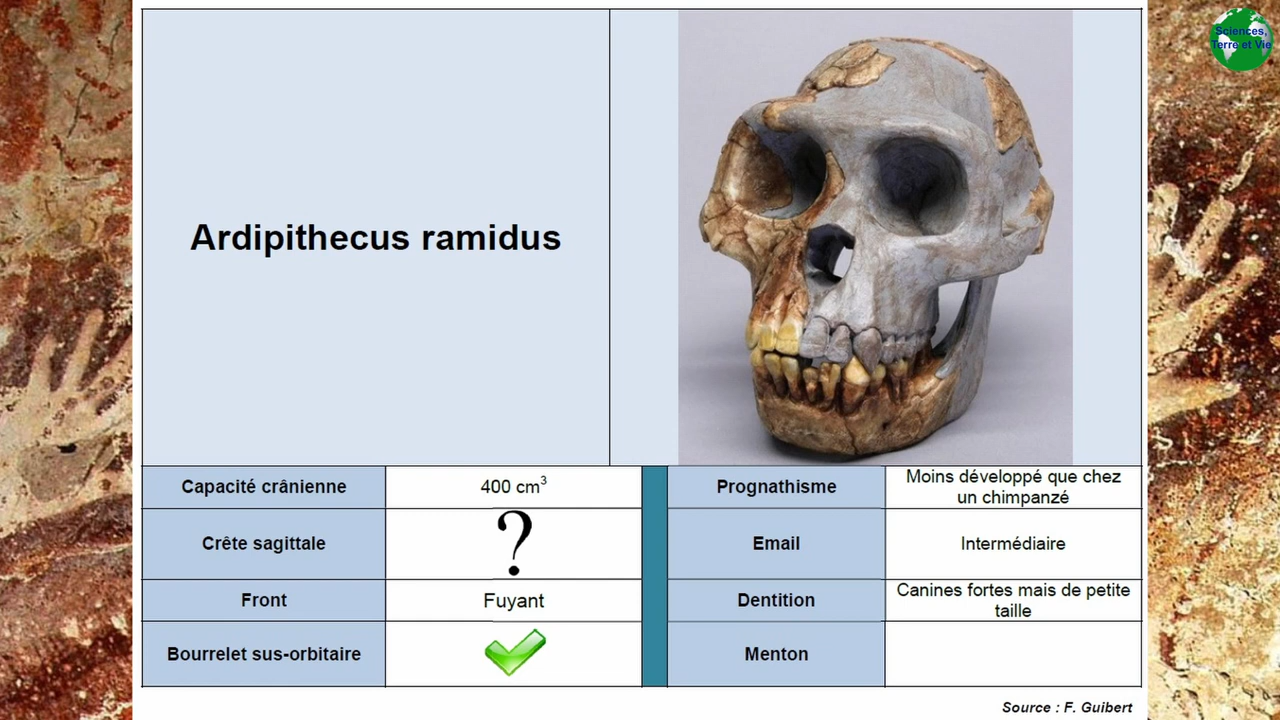 Sciences,
Terre et Vie
Ardipithecus ramidus
Capacité crânienne
400 cm³
Prognathisme
Moins développé que chez
un chimpanzé
Crête sagittale
?
Email
Intermédiaire
Front
Fuyant
Dentition
Canines fortes mais de petite
taille
Bourrelet sus-orbitaire
Menton
Source : F. Guibert